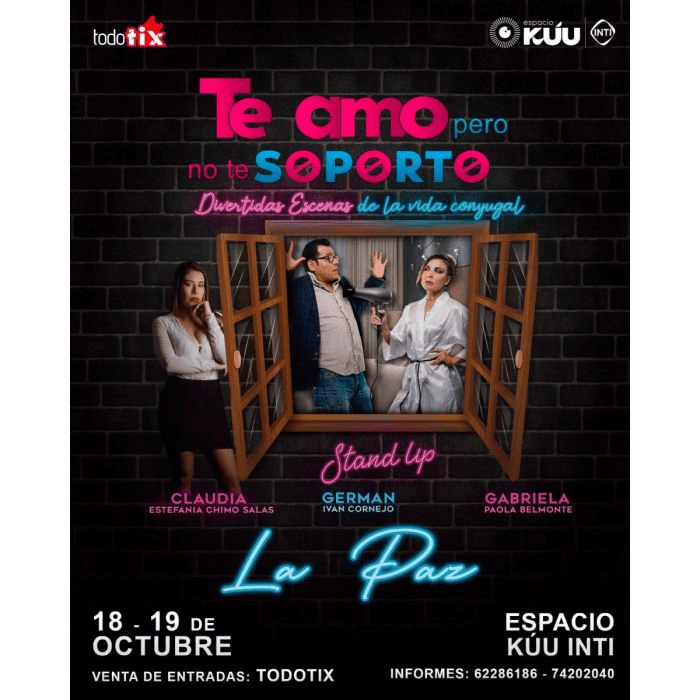 todotix
espacio
KÚU
INTI
Te amo pero
no te SOPORTO
Divertidas Escenas de la vida conyugal
Stand Up
CLAUDIA
ESTEFANIA CHIMO SALAS
GERMAN
IVAN CORNEJO
GABRIELA
PAOLA BELMONTE
La Paz
18 - 19 DE
OCTUBRE
VENTA DE ENTRADAS: TODOTIX
ESPACIO
KÚU INTI
INFORMES: 62286186 - 74202040